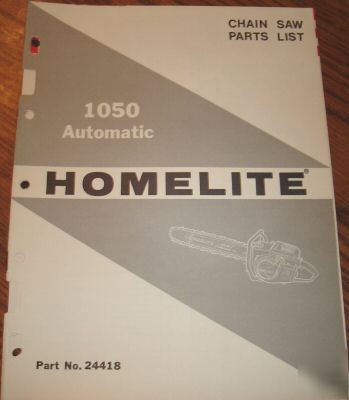 CHAIN SAW
PARTS LIST
1050
Automatic
HOMELITE®
Part No. 24418